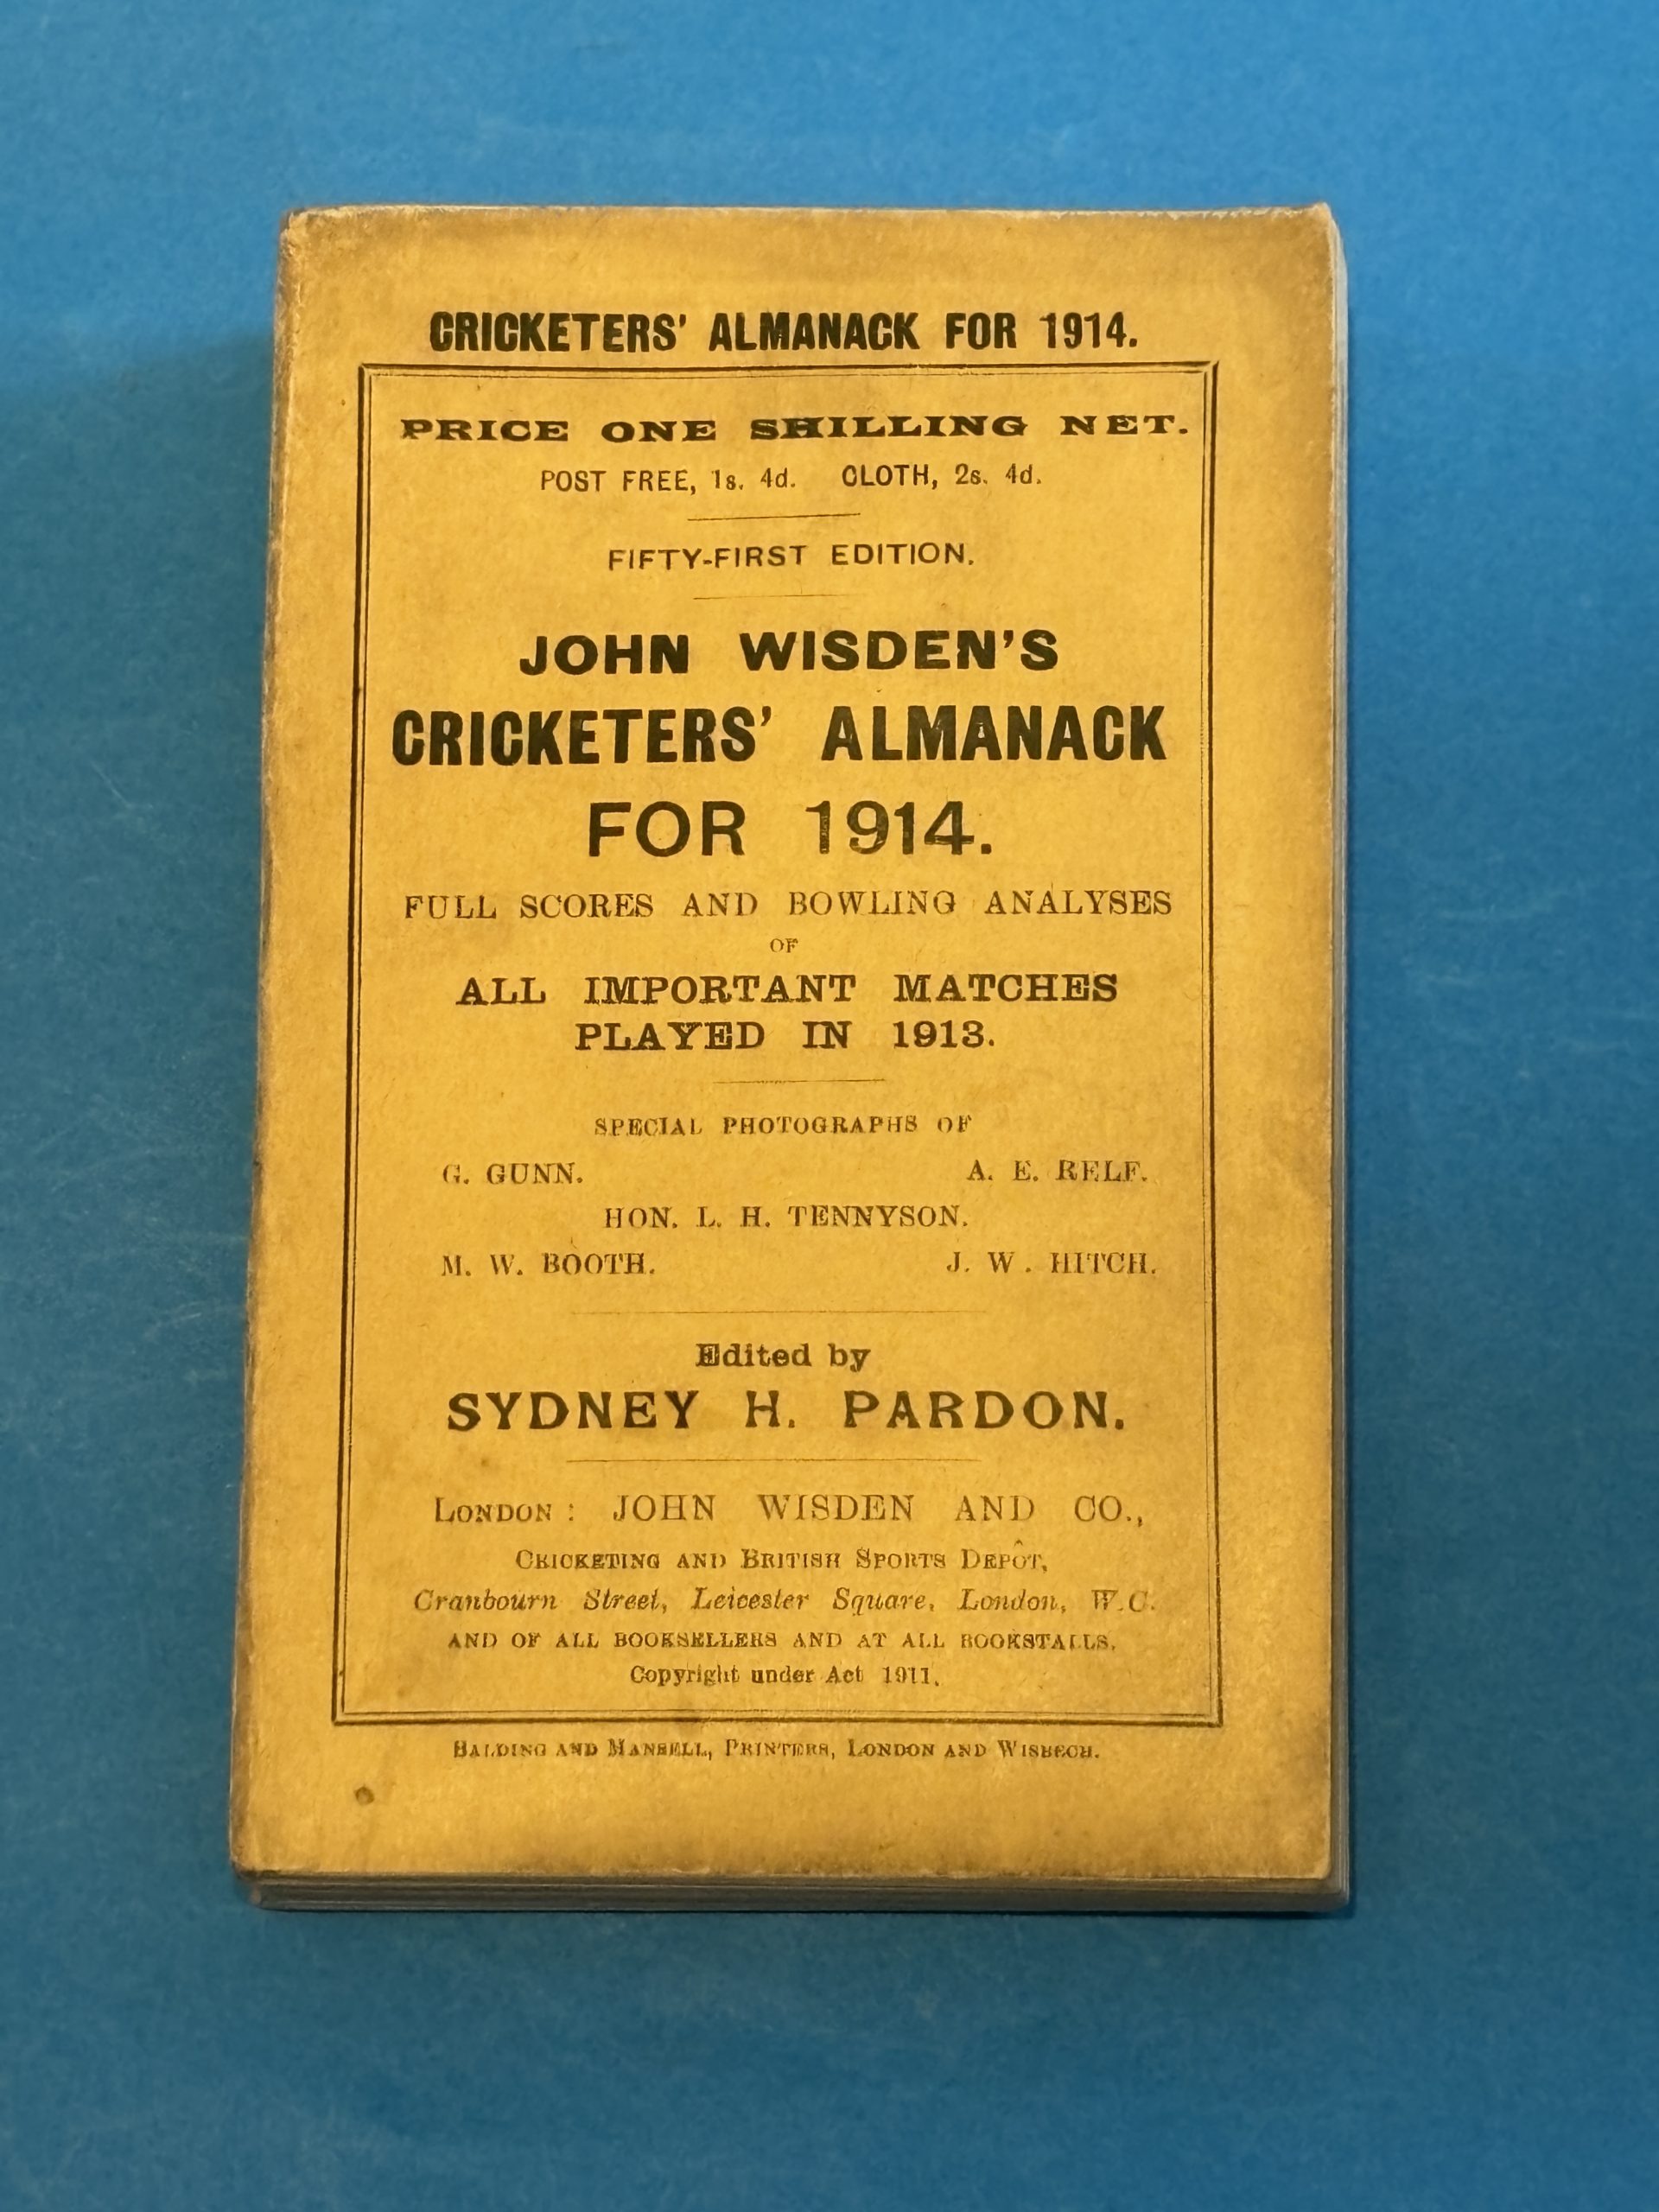 CRICKETERS' ALMANACK FOR 1914.
PRICE ONE SHILLING NET.
POST FREE, 1s. 4d. CLOTH, 2s. 4d.
FIFTY-FIRST EDITION.
JOHN WISDEN'S
CRICKETERS' ALMANACK
FOR 1914.
FULL SCORES AND BOWLING ANALYSES
OF
ALL IMPORTANT MATCHES
PLAYED IN 1913.
SPECIAL PHOTOGRAPHS OF
G. GUNN. A. E. RELF.
HON. L. H. TENNYSON.
M. W. BOOTH. J. W. HITCH.
Edited by
SYDNEY H. PARDON.
LONDON: JOHN WISDEN AND CO.,
CRICKETING AND BRITISH SPORTS DEPÔT,
Cranbourn Street, Leicester Square, London, W.C.
AND OF ALL BOOKSELLERS AND AT ALL BOOKSTALLS.
Copyright under Act 1911.
BALDING AND MANSELL, PRINTERS, LONDON AND WISBECH.